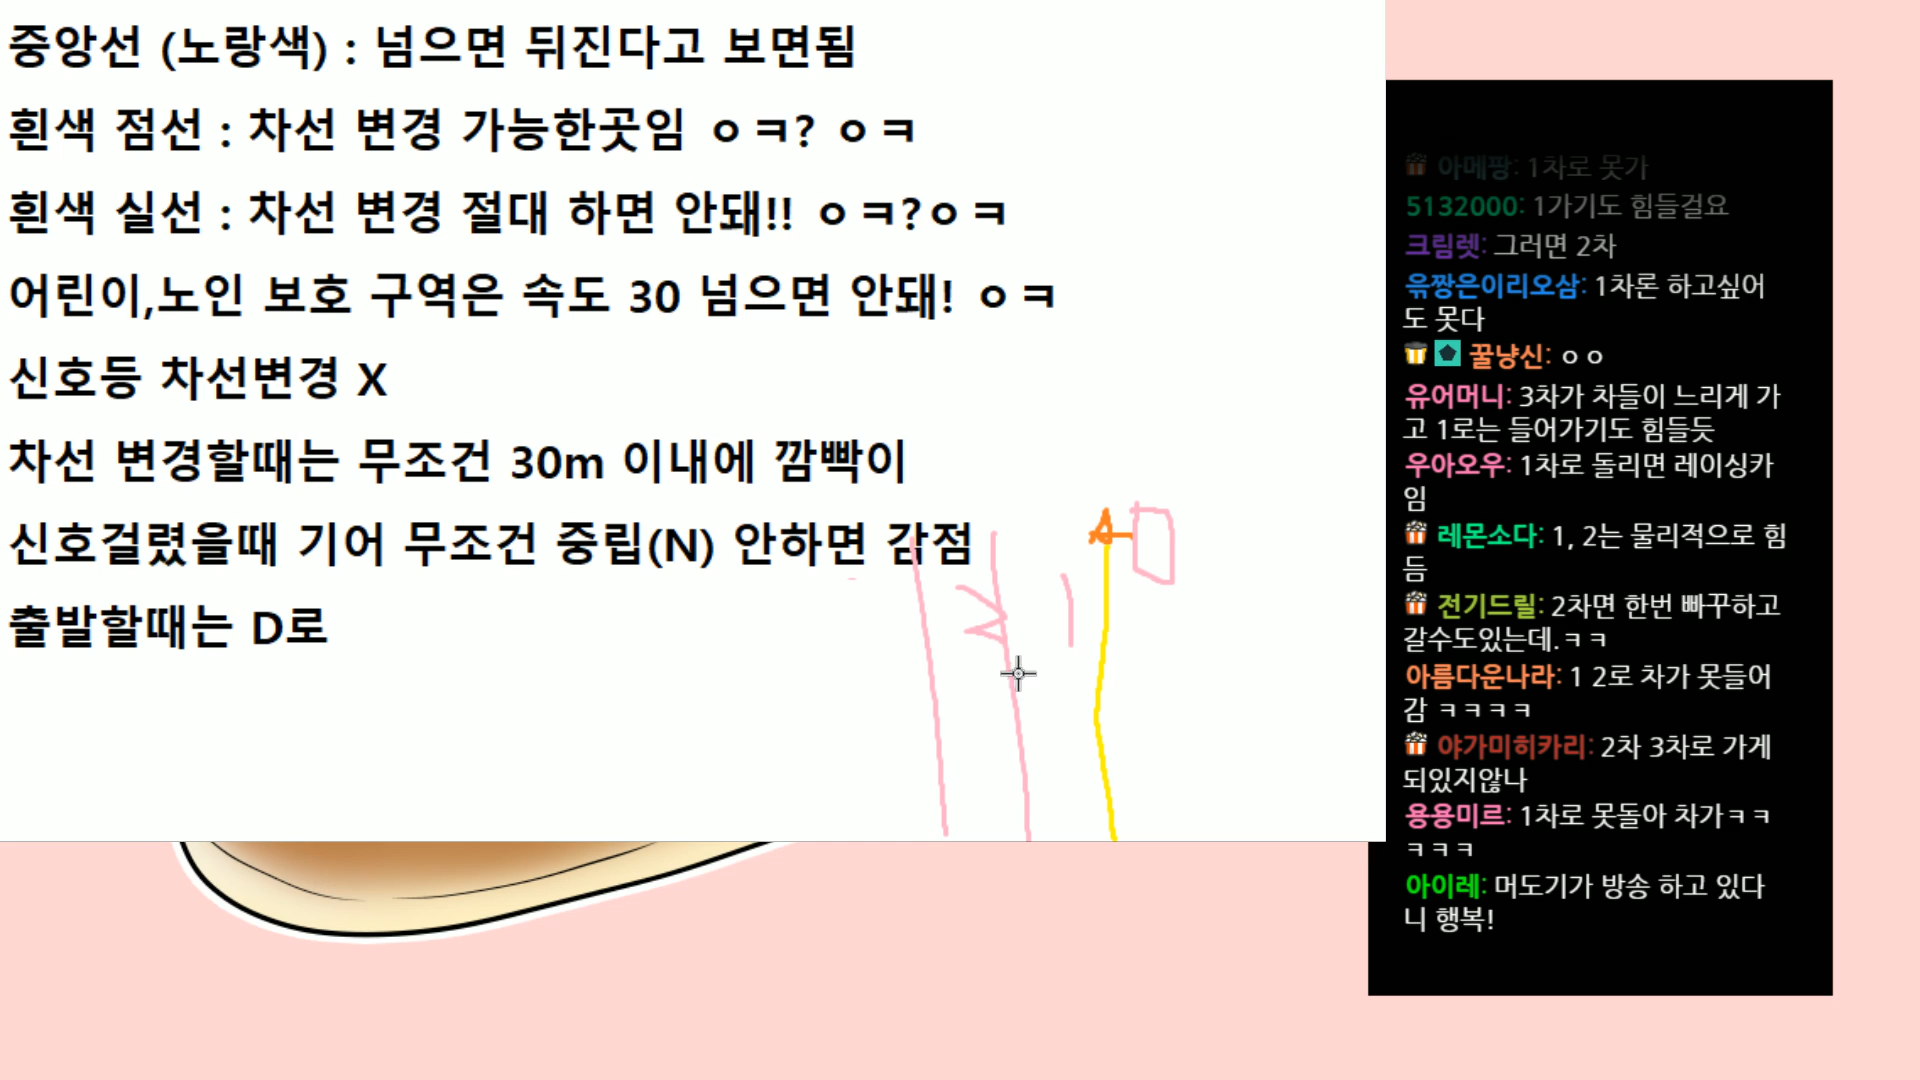 중앙선 (노랑색) : 넘으면 뒤진다고 보면됨
흰색 점선 : 차선 변경 가능한곳임 ㅇㅋ? ㅇㅋ
흰색 실선 : 차선 변경 절대 하면 안돼!! ㅇㅋ?ㅇㅋ
어린이,노인 보호 구역은 속도 30 넘으면 안돼! ㅇㅋ
신호등 차선변경 X
차선 변경할때는 무조건 30m 이내에 깜빡이
신호걸렸을때 기어 무조건 중립(N) 안하면 감점
출발할때는 D로
2 1
아메팡: 1차로 못가
5132000: 1가기도 힘들걸요
크림렛: 그러면 2차
윾짱은이리오삼: 1차론 하고싶어
도 못다
꿀냥신: ㅇㅇ
유어머니: 3차가 차들이 느리게 가
고 1로는 들어가기도 힘들듯
우아오우: 1차로 돌리면 레이싱카
임
레몬소다: 1, 2는 물리적으로 힘
듬
전기드릴: 2차면 한번 빠꾸하고
갈수도있는데.ㅋㅋ
아름다운나라: 1 2로 차가 못들어
감 ㅋㅋㅋㅋ
야가미히카리: 2차 3차로 가게
되있지않나
용용미르: 1차로 못돌아 차가ㅋㅋ
ㅋㅋㅋ
아이레: 머도기가 방송 하고 있다
니 행복!